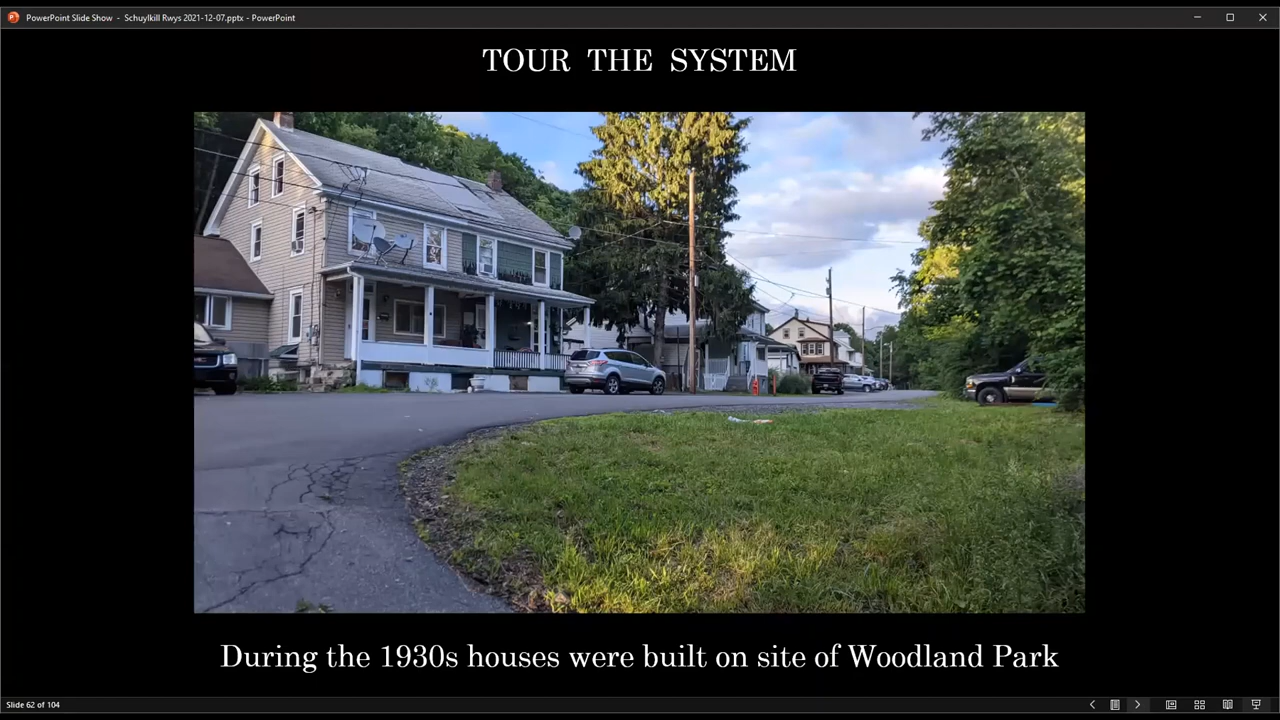 PowerPoint Slide Show - Schuylkill Rwys 2021-12-07.pptx - PowerPoint
TOUR THE SYSTEM
During the 1930s houses were built on site of Woodland Park
Slide 62 of 104